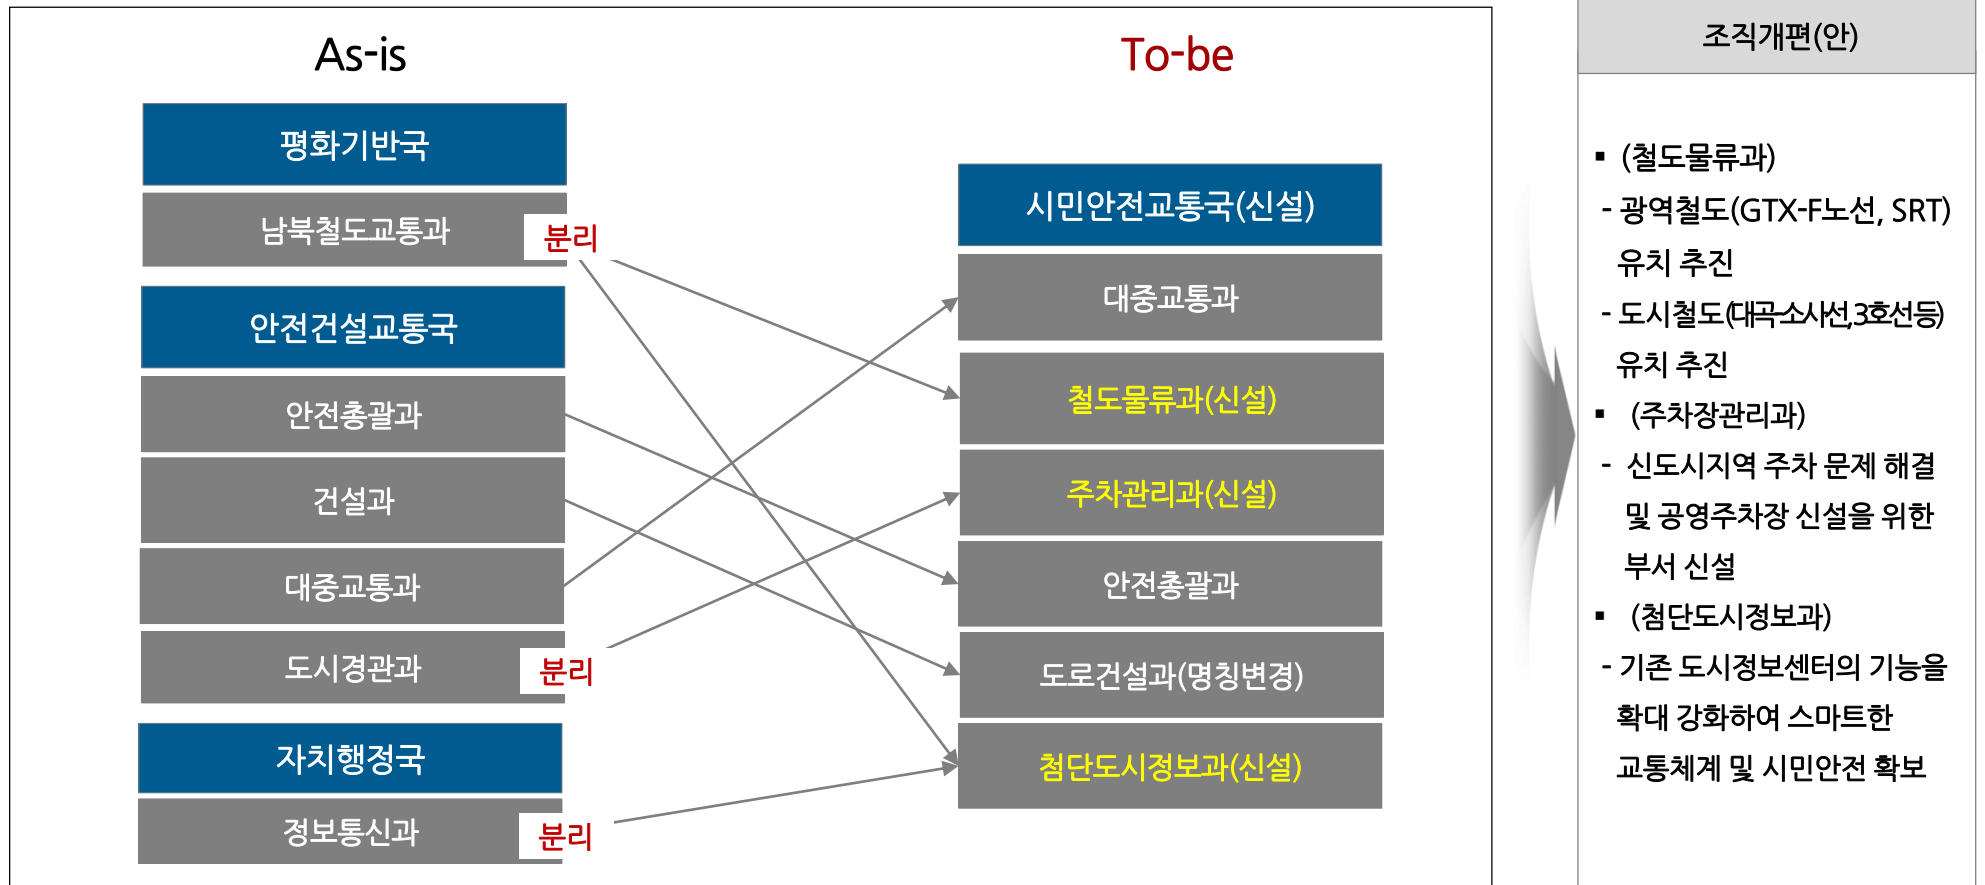 As-is
평화기반국
남북철도교통과
분리
안전건설교통국
안전총괄과
건설과
대중교통과
도시경관과
분리
자치행정국
정보통신과
분리
To-be
시민안전교통국(신설)
대중교통과
철도물류과(신설)
주차관리과(신설)
안전총괄과
도로건설과(명칭변경)
첨단도시정보과(신설)
조직개편(안)
▪ (철도물류과)
- 광역철도(GTX-F노선, SRT)
유치 추진
- 도시철도(대곡-소사선,3호선등)
유치 추진
▪ (주차장관리과)
- 신도시지역 주차 문제 해결
및 공영주차장 신설을 위한
부서 신설
▪ (첨단도시정보과)
- 기존 도시정보센터의 기능을
확대 강화하여 스마트한
교통체계 및 시민안전 확보